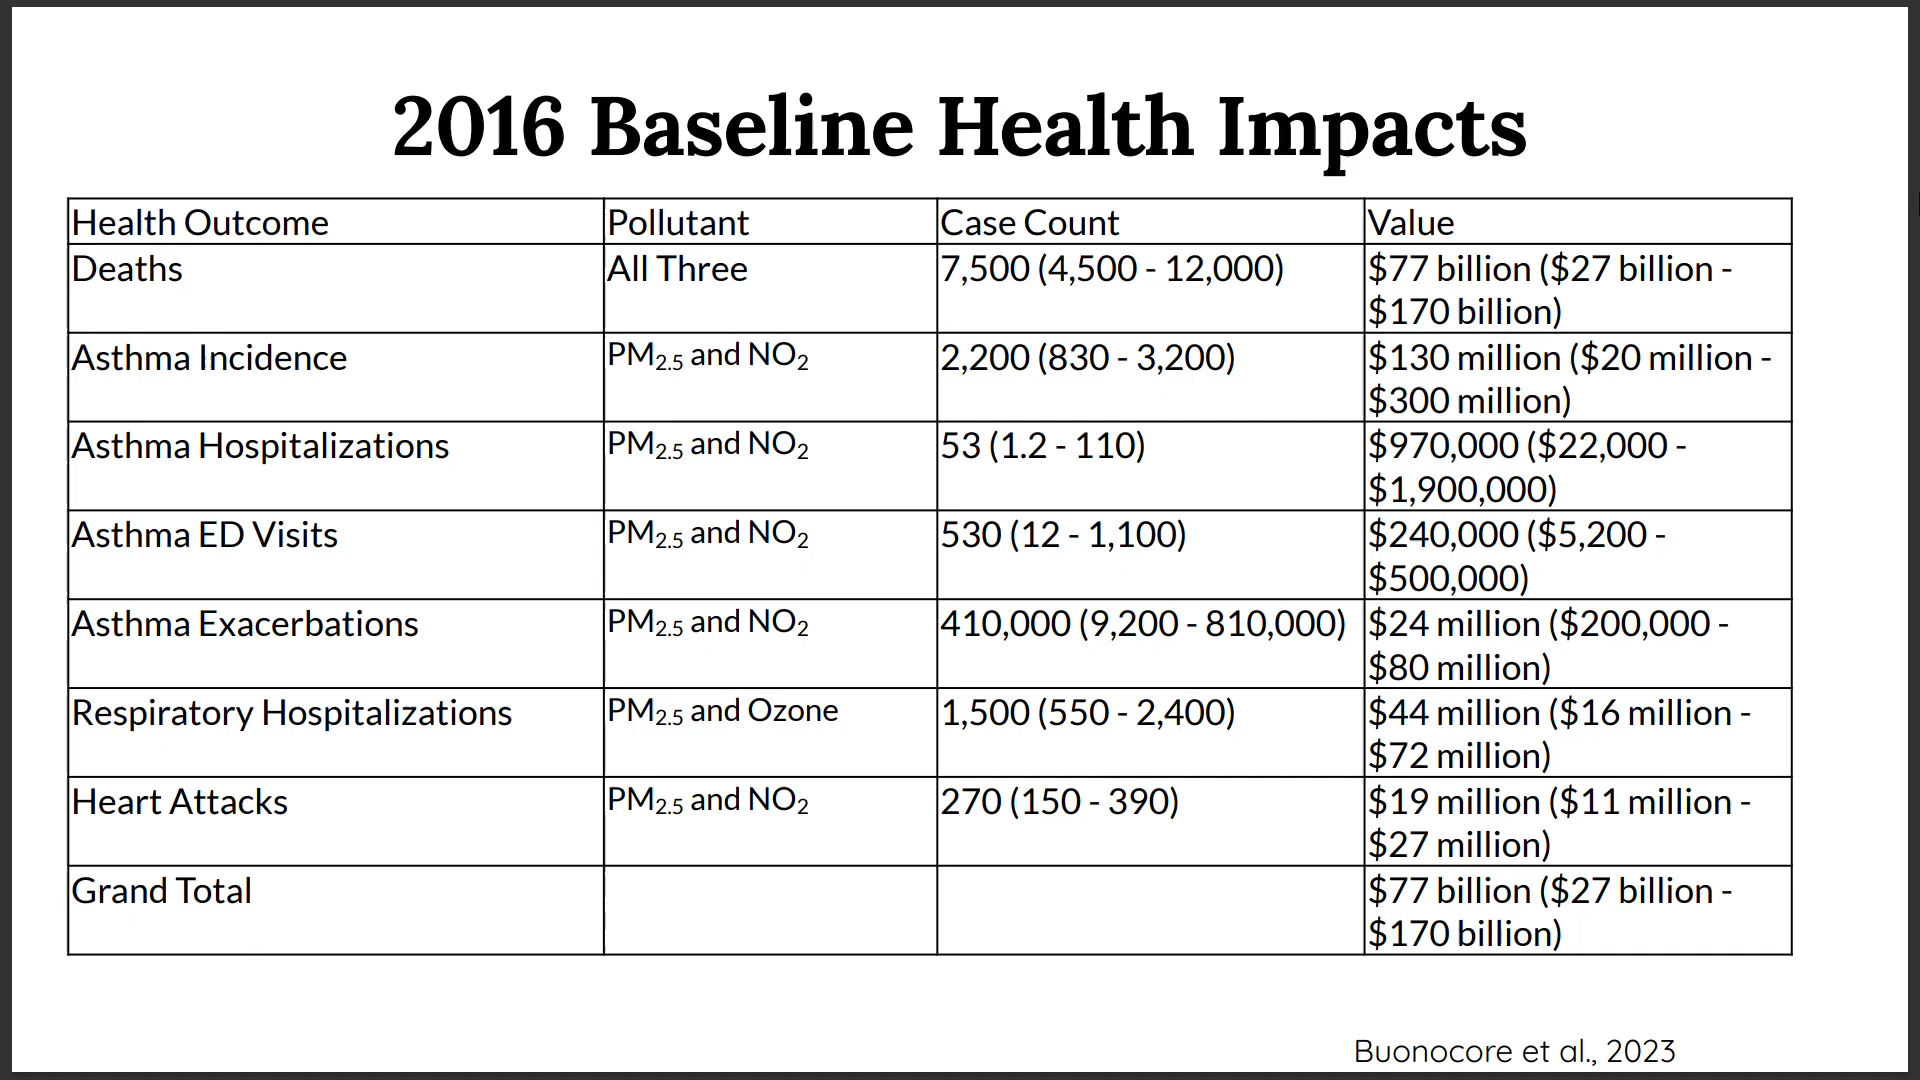 2016 Baseline Health Impacts
Health Outcome Pollutant Case Count Value
Deaths All Three 7,500 (4,500 - 12,000) $77 billion ($27 billion -
$170 billion)
Asthma Incidence PM2.5 and NO2 2,200 (830 - 3,200) $130 million ($20 million -
$300 million)
Asthma Hospitalizations PM2.5 and NO2 53 (1.2 - 110) $970,000 ($22,000 -
$1,900,000)
Asthma ED Visits PM2.5 and NO2 530 (12 - 1,100) $240,000 ($5,200 -
$500,000)
Asthma Exacerbations PM2.5 and NO2 410,000 (9,200 - 810,000) $24 million ($200,000 -
$80 million)
Respiratory Hospitalizations PM2.5 and Ozone 1,500 (550 - 2,400) $44 million ($16 million -
$72 million)
Heart Attacks PM2.5 and NO2 270 (150 - 390) $19 million ($11 million -
$27 million)
Grand Total $77 billion ($27 billion -
$170 billion)
Buonocore et al., 2023